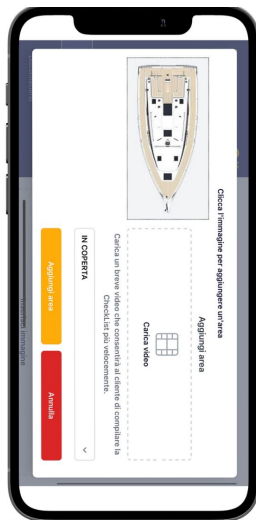 Clicca l'immagine per aggiungere un'area
Aggiungi area
Carica video
Carica un breve video che consentirà al cliente di compilare la
CheckList più velocemente.
IN COPERTA
Aggiungi area
Annulla